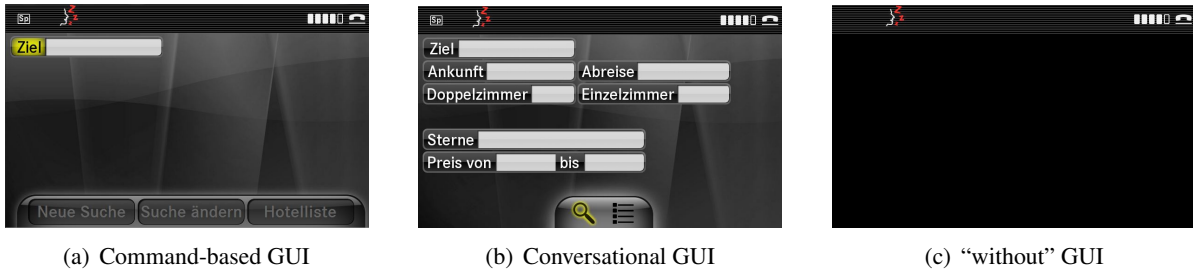 Sp
z z
Ziel
Neue Suche Suche ändern Hotelliste
(a) Command-based GUI
Sp
z z
Ziel
Ankunft Abreise
Doppelzimmer Einzelzimmer
Sterne
Preis von bis
(b) Conversational GUI
z z
(c) “without” GUI